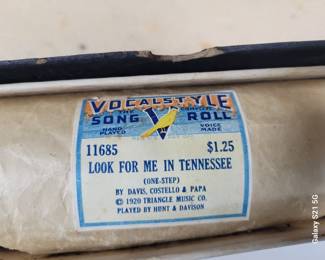 VOCALSTYLE
SONG ROLL
HAND PLAYED
VOICE MADE
11685 $1.25
LOOK FOR ME IN TENNESSEE
(ONE-STEP)
BY DAVIS, COSTELLO & PAPA
© 1920 TRIANGLE MUSIC CO.
PLAYED BY HUNT & DAVISON
Galaxy S21 5G